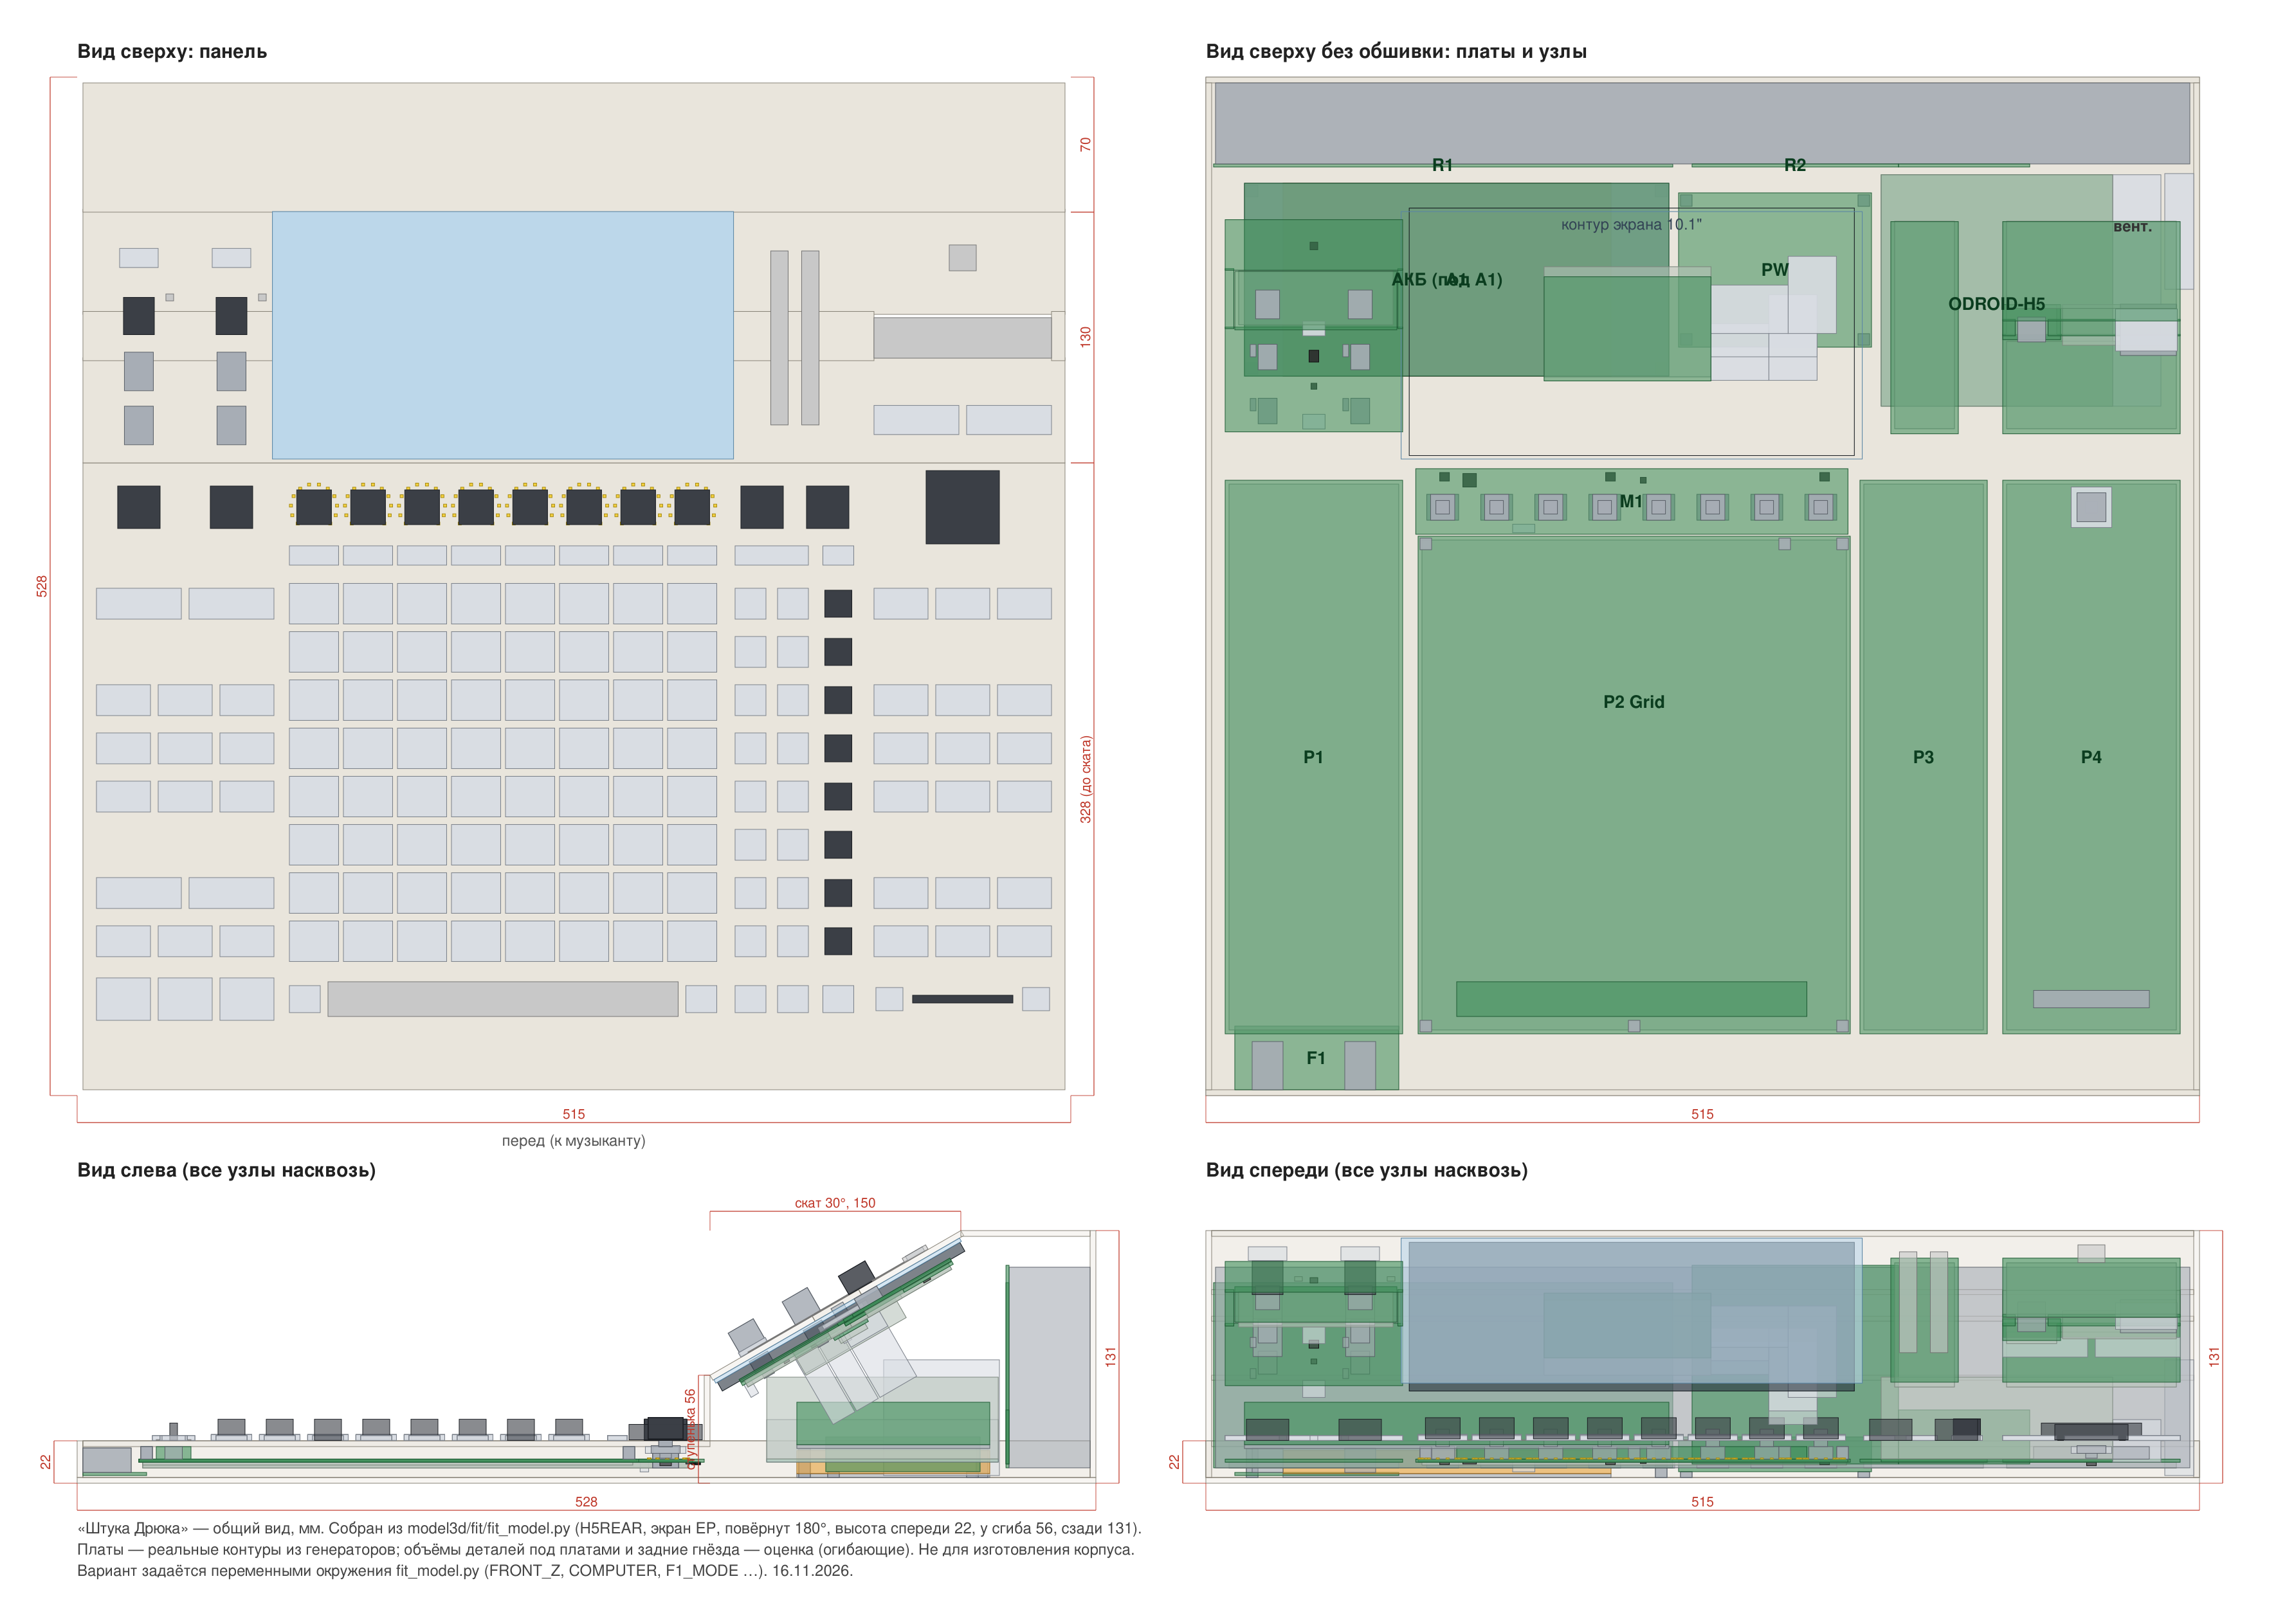 Вид сверху: панель
Вид сверху без обшивки: платы и узлы
70
130
528
328 (до ската)
515
перед (к музыканту)
R1
R2
контур экрана 10.1"
вент.
PW
АКБ (под А1)
A1
ODROID-H5
M1
P2 Grid
P1
P3
P4
F1
515
Вид слева (все узлы насквозь)
Вид спереди (все узлы насквозь)
скат 30°, 150
ступенька 56
131
22
528
131
22
515
«Штука Дрюка» — общий вид, мм. Собран из model3d/fit/fit_model.py (H5REAR, экран EP, повёрнут 180°, высота спереди 22, у сгиба 56, сзади 131).
Платы — реальные контуры из генераторов; объёмы деталей под платами и задние гнёзда — оценка (огибающие). Не для изготовления корпуса.
Вариант задаётся переменными окружения fit_model.py (FRONT_Z, COMPUTER, F1_MODE …). 16.11.2026.